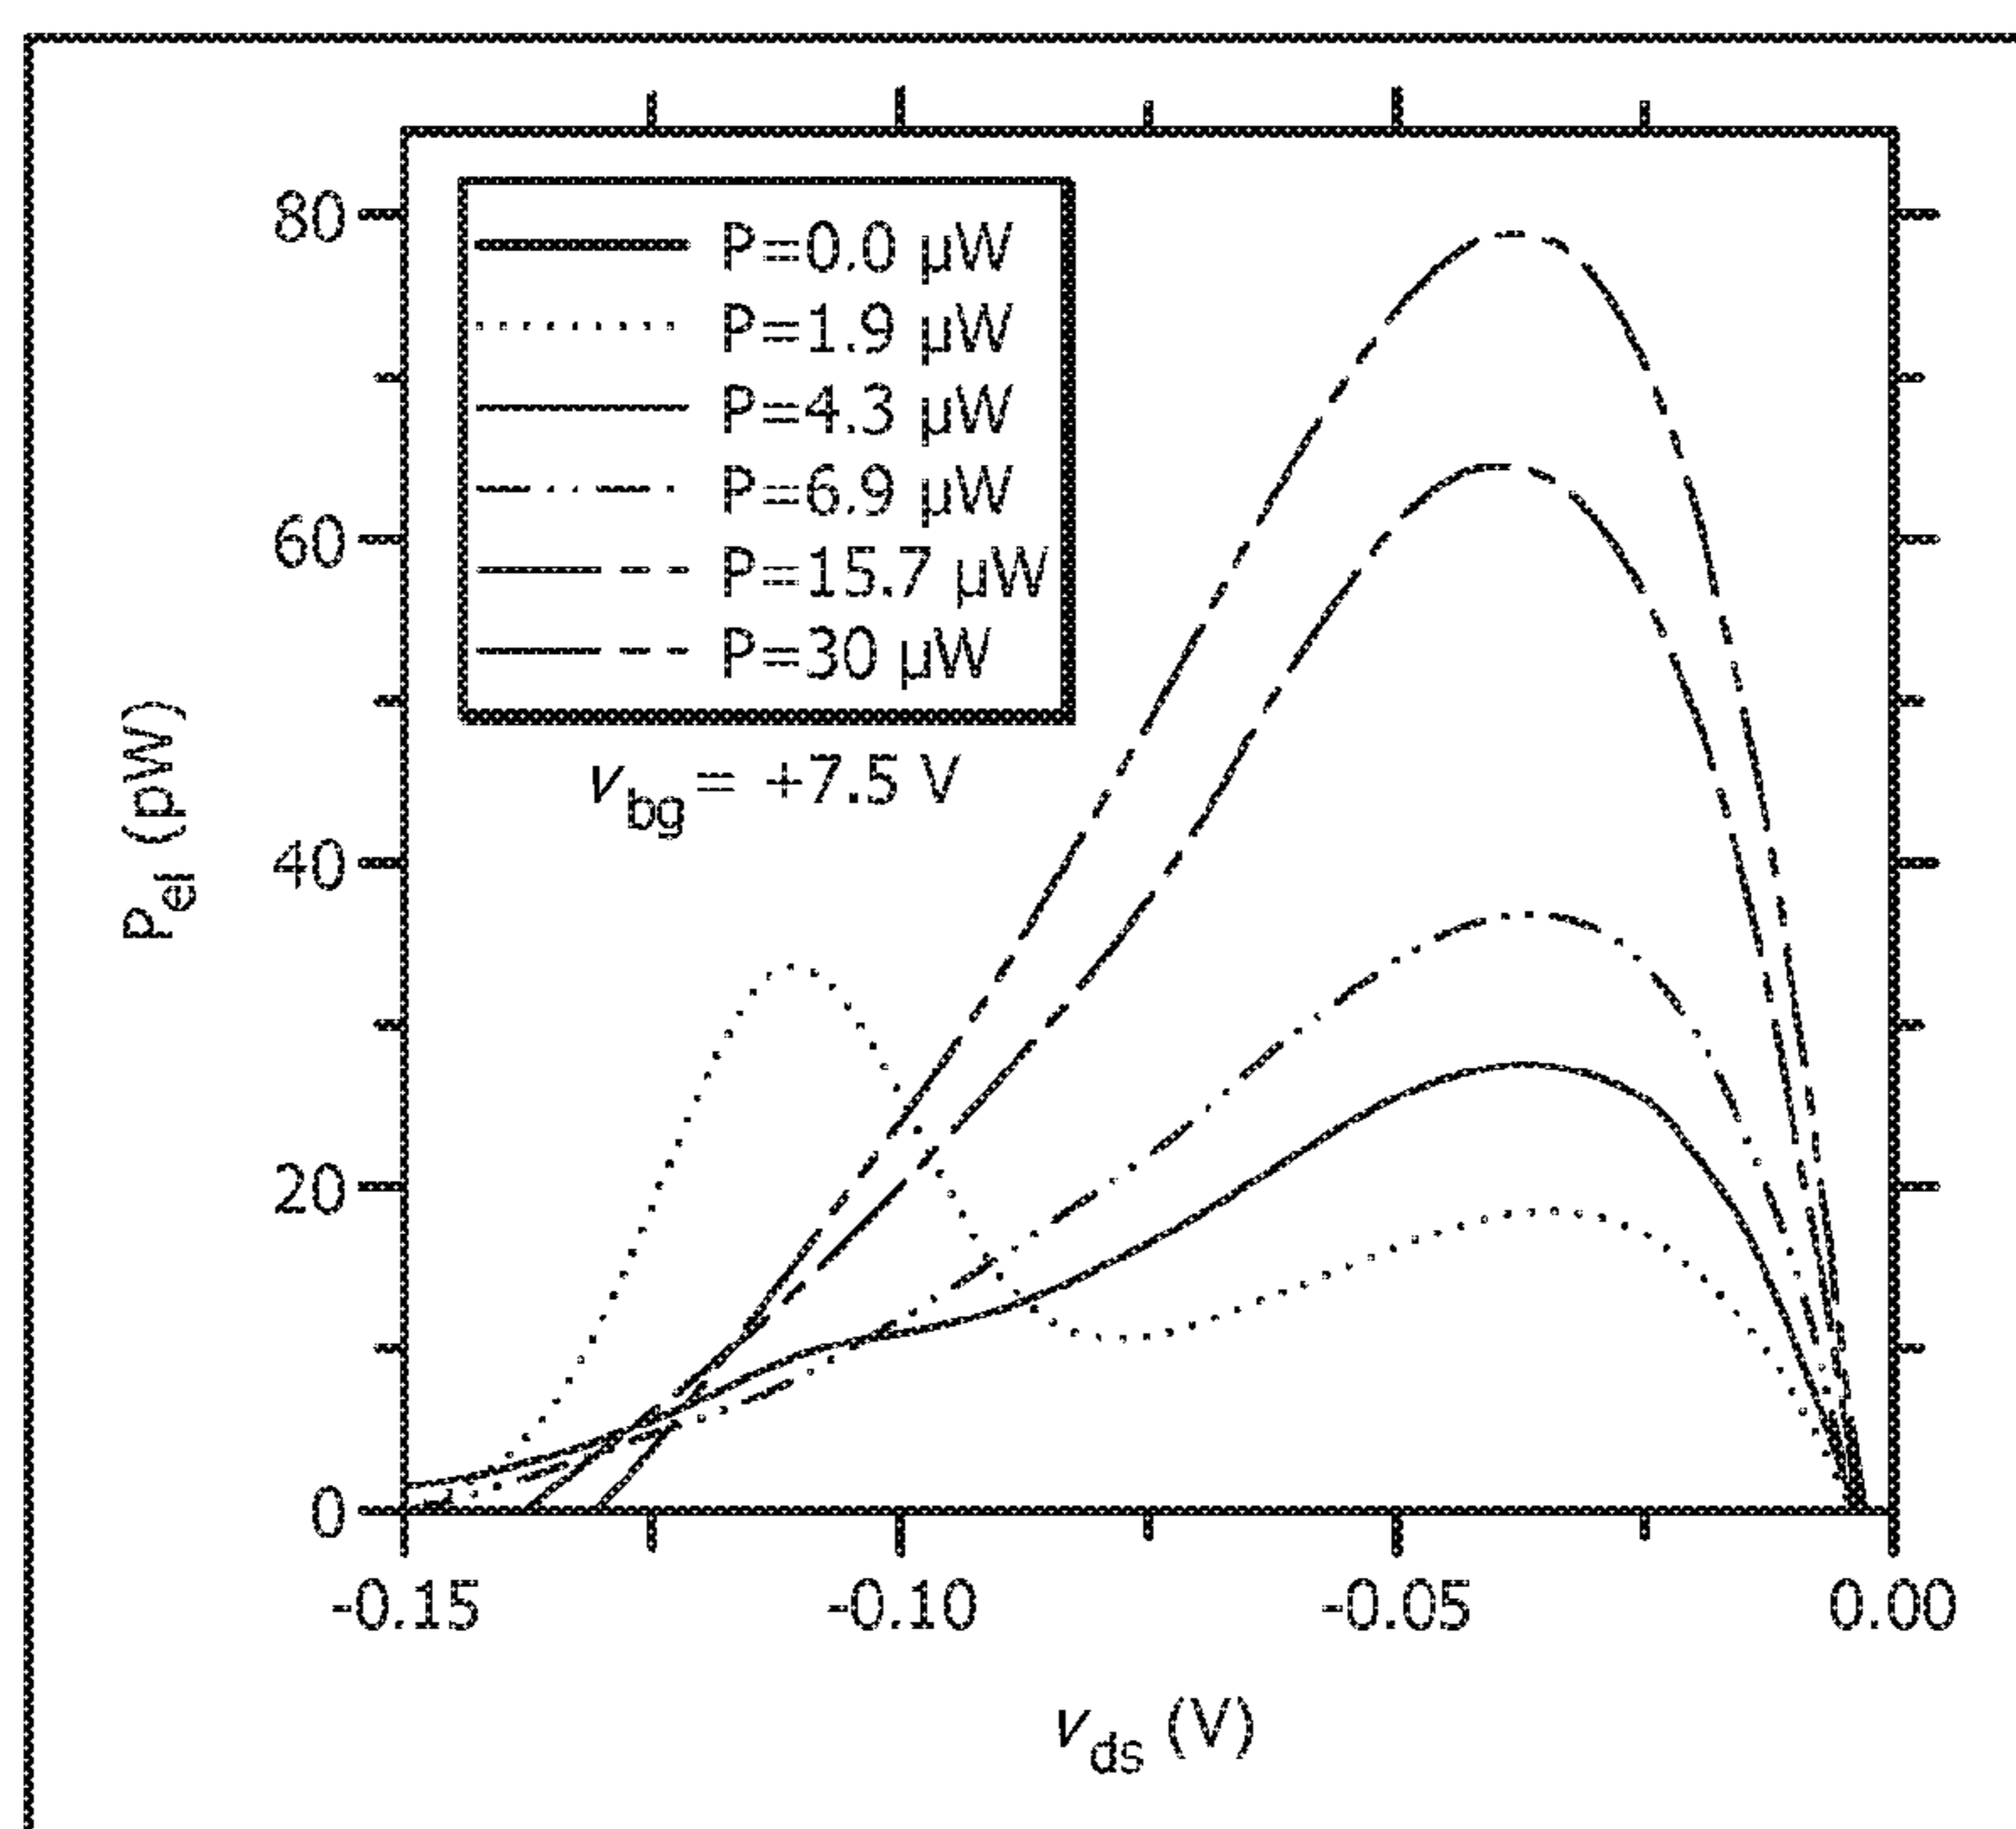 80
60
40
20
0
P=0.0 µW
P=1.9 µW
P=4.3 µW
P=6.9 µW
P=15.7 µW
P=30 µW
vbg = +7.5 V
Pel (pW)
-0.15 -0.10 -0.05 0.00
vds (V)